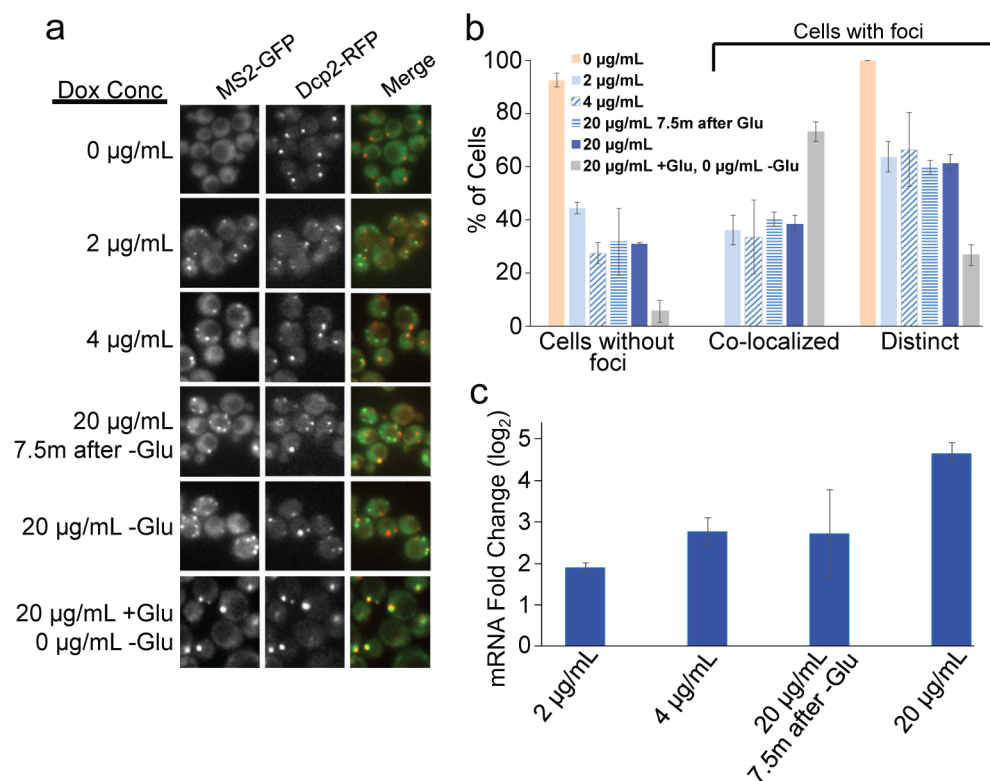 a
MS2-GFP
Dcp2-RFP
Merge
Dox Conc
0 µg/mL
2 µg/mL
4 µg/mL
20 µg/mL
7.5m after -Glu
20 µg/mL -Glu
20 µg/mL +Glu
0 µg/mL -Glu
b
Cells with foci
0 µg/mL
2 µg/mL
4 µg/mL
20 µg/mL 7.5m after Glu
20 µg/mL
20 µg/mL +Glu, 0 µg/mL -Glu
% of Cells
100
80
60
40
20
0
Cells without
foci
Co-localized
Distinct
c
mRNA Fold Change (log2)
5
4
3
2
1
0
2 µg/mL
4 µg/mL
20 µg/mL
7.5m after -Glu
20 µg/mL